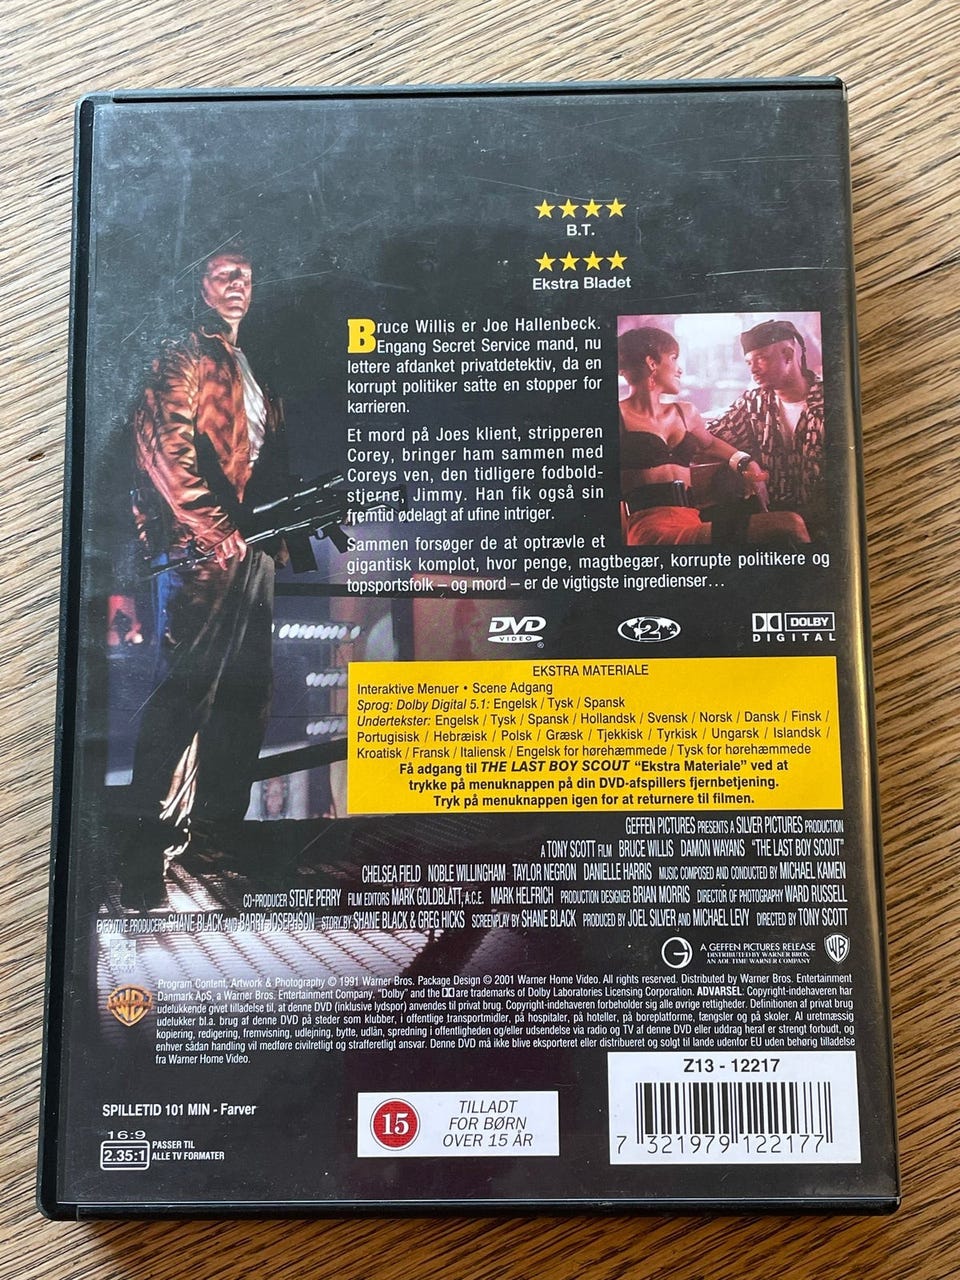 ★★★★
B.T.
★★★★
Ekstra Bladet
Bruce Willis er Joe Hallenbeck.
Engang Secret Service mand, nu
lettere afdanket privatdetektiv, da en
korrupt politiker satte en stopper for
karrieren.
Et mord på Joes klient, stripperen
Corey, bringer ham sammen med
Coreys ven, den tidligere fodbold-
stjerne, Jimmy. Han fik også sin
fremtid ødelagt af ufine intriger.
Sammen forsøger de at optrævle et
gigantisk komplot, hvor penge, magtbegær, korrupte politikere og
topsportsfolk – og mord – er de vigtigste ingredienser...
DVD VIDEO
2
DOLBY DIGITAL
EKSTRA MATERIALE
Interaktive Menuer • Scene Adgang
Sprog: Dolby Digital 5.1: Engelsk / Tysk / Spansk
Undertekster: Engelsk / Tysk / Spansk / Hollandsk / Svensk / Norsk / Dansk / Finsk /
Portugisisk / Hebræisk / Polsk / Græsk / Tjekkisk / Tyrkisk / Ungarsk / Islandsk /
Kroatisk / Fransk / Italiensk / Engelsk for hørehæmmede / Tysk for hørehæmmede
Få adgang til THE LAST BOY SCOUT “Ekstra Materiale” ved at
trykke på menuknappen på din DVD-afspillers fjernbetjening.
Tryk på menuknappen igen for at returnere til filmen.
GEFFEN PICTURES PRESENTS A SILVER PICTURES PRODUCTION
A TONY SCOTT FILM BRUCE WILLIS DAMON WAYANS “THE LAST BOY SCOUT”
CHELSEA FIELD NOBLE WILLINGHAM TAYLOR NEGRON DANIELLE HARRIS MUSIC COMPOSED AND CONDUCTED BY MICHAEL KAMEN
CO-PRODUCER STEVE PERRY FILM EDITORS MARK GOLDBLATT, A.C.E. MARK HELFRICH PRODUCTION DESIGNER BRIAN MORRIS DIRECTOR OF PHOTOGRAPHY WARD RUSSELL
EXECUTIVE PRODUCERS SHANE BLACK AND BARRY JOSEPHSON STORY BY SHANE BLACK & GREG HICKS SCREENPLAY BY SHANE BLACK PRODUCED BY JOEL SILVER AND MICHAEL LEVY DIRECTED BY TONY SCOTT
A GEFFEN PICTURES RELEASE
DISTRIBUTED BY WARNER BROS.
AN AOL TIME WARNER COMPANY
Program Content, Artwork & Photography © 1991 Warner Bros. Package Design © 2001 Warner Home Video. All rights reserved. Distributed by Warner Bros. Entertainment
Danmark ApS, a Warner Bros. Entertainment Company. "Dolby" and the are trademarks of Dolby Laboratories Licensing Corporation. ADVARSEL: Copyright-indehaveren har
udelukkende givet tilladelse til, at denne DVD (inklusive lydspor) anvendes til privat brug. Copyright-indehaveren forbeholder sig alle øvrige rettigheder. Definitionen af privat brug
udelukker bl.a. brug af denne DVD på steder som klubber, i offentlige transportmidler, på hospitaler, på hoteller, på boreplatforme, fængsler og på skoler. Al uretmæssig
kopiering, redigering, fremvisning, udlejning, bytte, udlån, spredning i offentligheden og/eller udsendelse via radio og TV af denne DVD eller uddrag heraf er strengt forbudt, og
enhver sådan handling vil medføre civilretligt og strafferetligt ansvar. Denne DVD må ikke blive eksporteret eller distribueret og solgt til lande udenfor EU uden behørig tilladelse
fra Warner Home Video.
SPILLETID 101 MIN - Farver
16:9
2.35:1
PASSER TIL
ALLE TV FORMATER
15
TILLADT
FOR BØRN
OVER 15 ÅR
Z13 - 12217
7 321979 122177